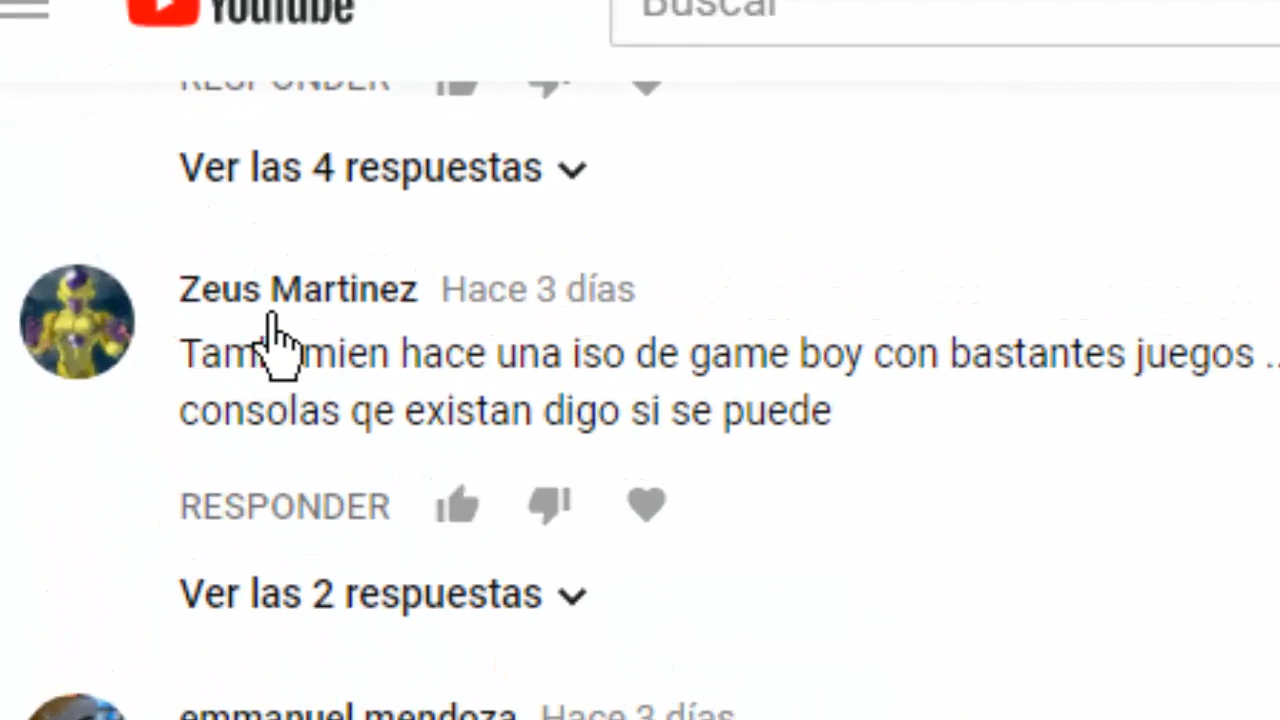 YouTube
Buscar
RESPONDER
Ver las 4 respuestas
Zeus Martinez Hace 3 días
hace una iso de game boy con bastantes juegos ..
consolas qe existan digo si se puede
RESPONDER
Ver las 2 respuestas
emmanuel mendoza Hace 3 días